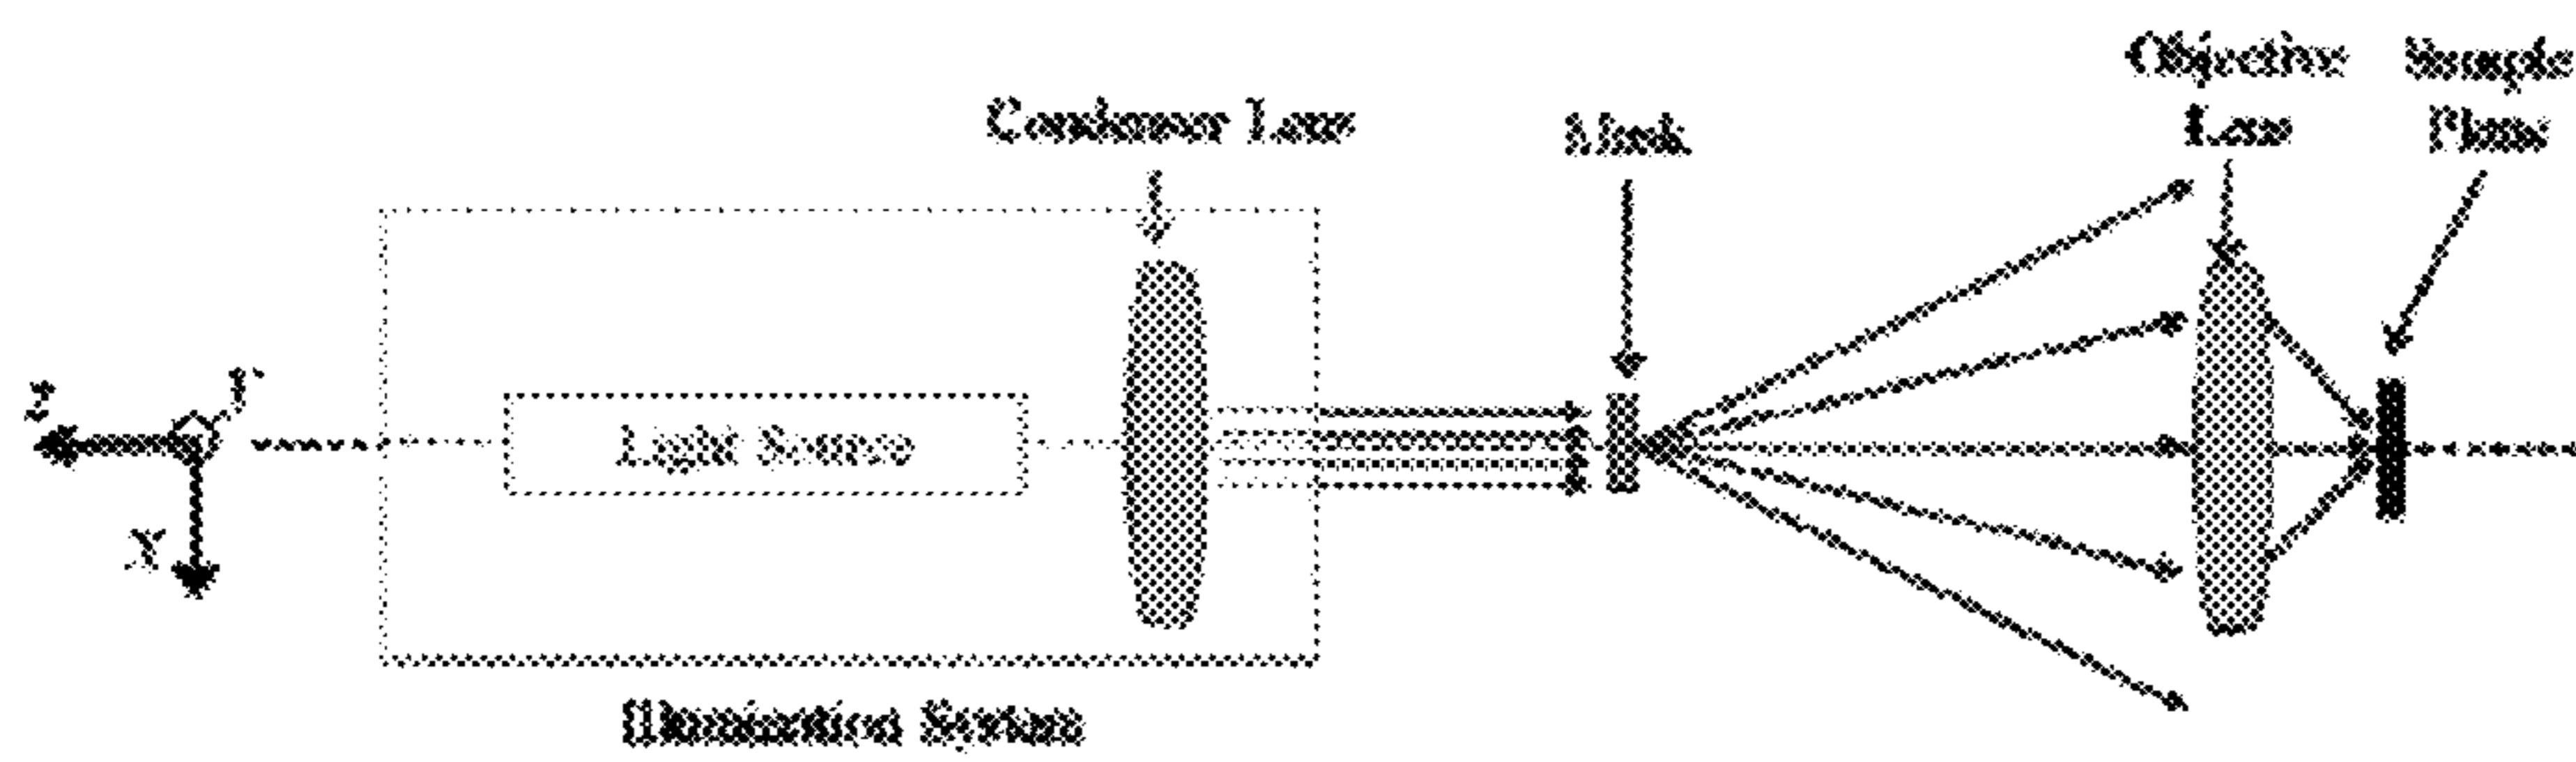 Objective Sample
Condenser Lens Mask Lens Plane
z Y
Light Source
X
Illumination System